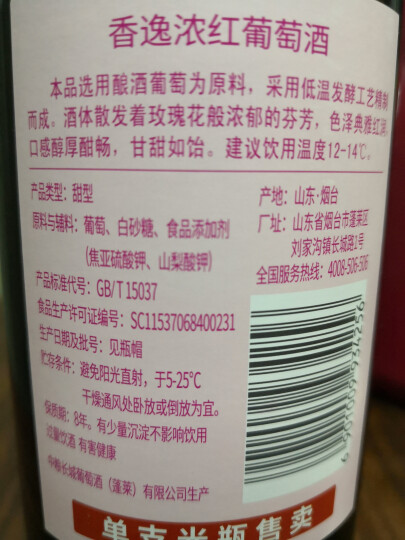 香逸浓红葡萄酒
本品选用酿酒葡萄为原料，采用低温发酵工艺精制
而成。酒体散发着玫瑰花般浓郁的芬芳，色泽典雅红润，
口感醇厚酣畅，甘甜如饴。建议饮用温度12-14℃。
产品类型：甜型
原料与辅料：葡萄、白砂糖、食品添加剂
(焦亚硫酸钾、山梨酸钾)
产品标准代号：GB/T 15037
食品生产许可证编号：SC11537068400231
生产日期及批号：见瓶帽
贮存条件：避免阳光直射，于5-25℃
干燥通风处卧放或倒放为宜。
保质期：8年。有少量沉淀不影响饮用
过量饮酒 有害健康
中粮长城葡萄酒（蓬莱）有限公司生产
产地：山东·烟台
厂址：山东省烟台市蓬莱区
刘家沟镇长城路1号
全国服务热线：4008-506-506
单支光瓶售卖